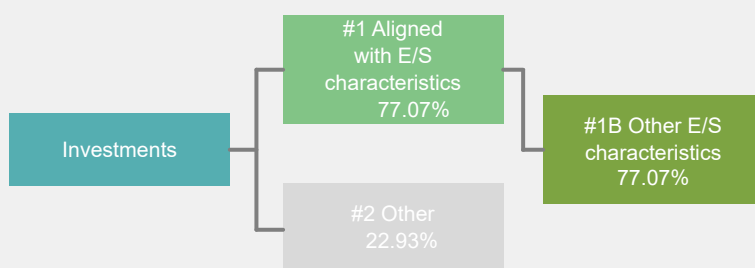 Investments
#1 Aligned
with E/S
characteristics
77.07%
#2 Other
22.93%
#1B Other E/S
characteristics
77.07%